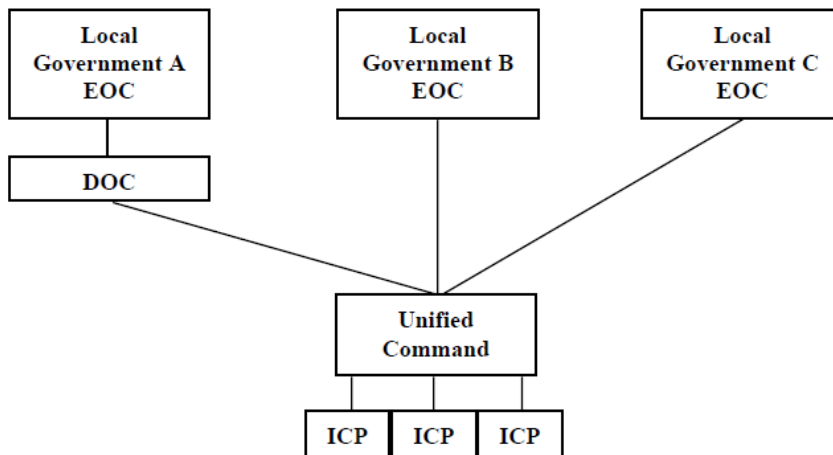 Local
Government A
EOC
Local
Government B
EOC
Local
Government C
EOC
DOC
Unified
Command
ICP
ICP
ICP